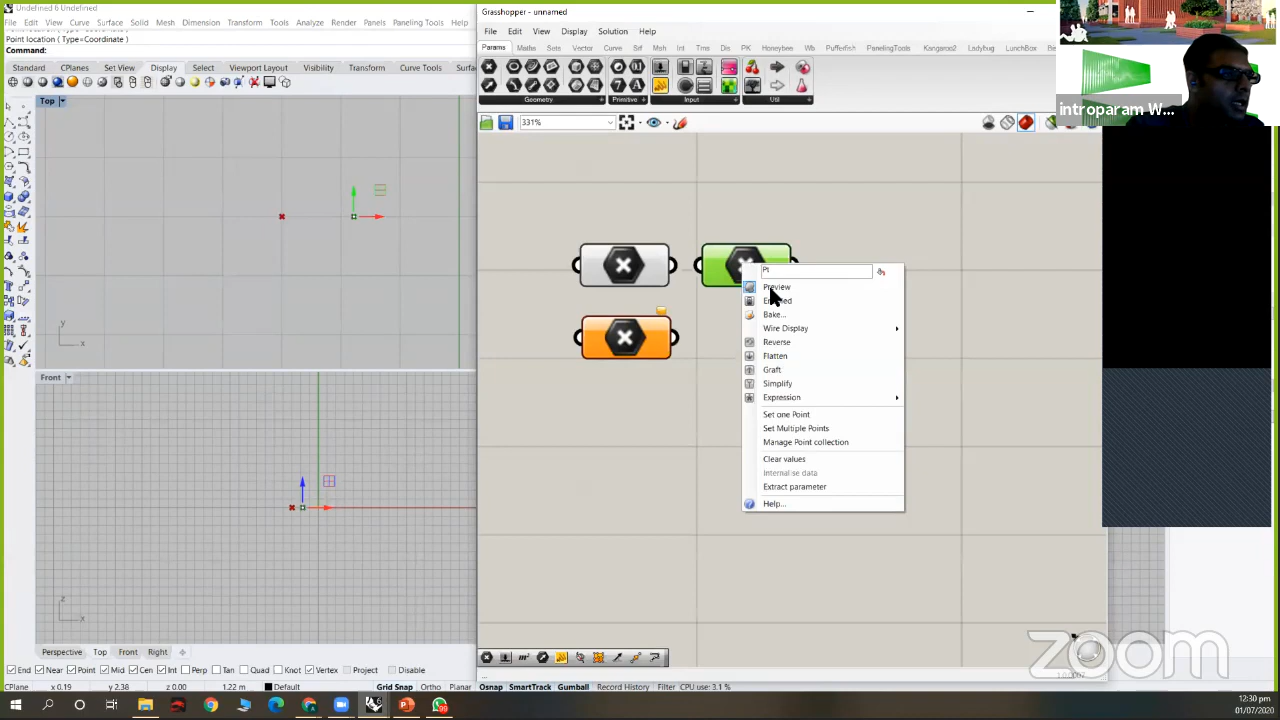 Undefined 6 Undefined
File Edit View Curve Surface Solid Mesh Dimension Transform Tools Analyze Render Panels Paneling Tools Help
Point location ( Type=Coordinate )
Command:
Standard CPlanes Set View Display Select Viewport Layout Visibility Transform Curve Tools
Top
y
x
Front
z
x
Perspective Top Front Right
End Near Point Mid Cen Int Perp Tan Quad Knot Vertex Project Disable
CPlane x 0.19 y 2.38 z 0.00 1.22 m Default Grid Snap Ortho Planar Osnap SmartTrack Gumball Record History Filter CPU use: 3.1 %
Grasshopper - unnamed
File Edit View Display Solution Help
Params Maths Sets Vector Curve Srf Msh Int Trns Dis PK Honeybee Wb Pufferfish PanelingTools Kangaroo2 Ladybug LunchBox
Geometry Primitive Input Util
331%
Pt
Preview
Enabled
Bake...
Wire Display
Reverse
Flatten
Graft
Simplify
Expression
Set one Point
Set Multiple Points
Manage Point collection
Clear values
Internalise data
Extract parameter
Help...
...
1.0.0007
introparam W...
zoom
12:30 pm
01/07/2020